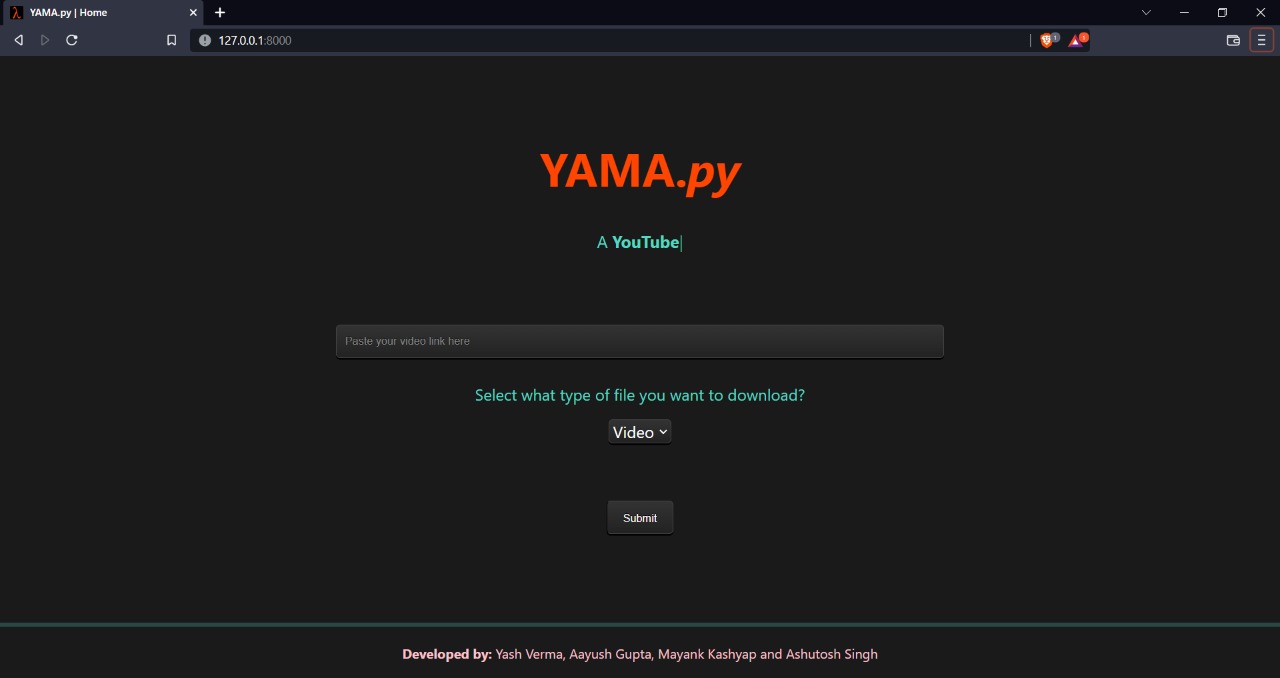 YAMA.py | Home
127.0.0.1:8000
1
1
YAMA.py
A YouTube|
Paste your video link here
Select what type of file you want to download?
Video
Submit
Developed by: Yash Verma, Aayush Gupta, Mayank Kashyap and Ashutosh Singh